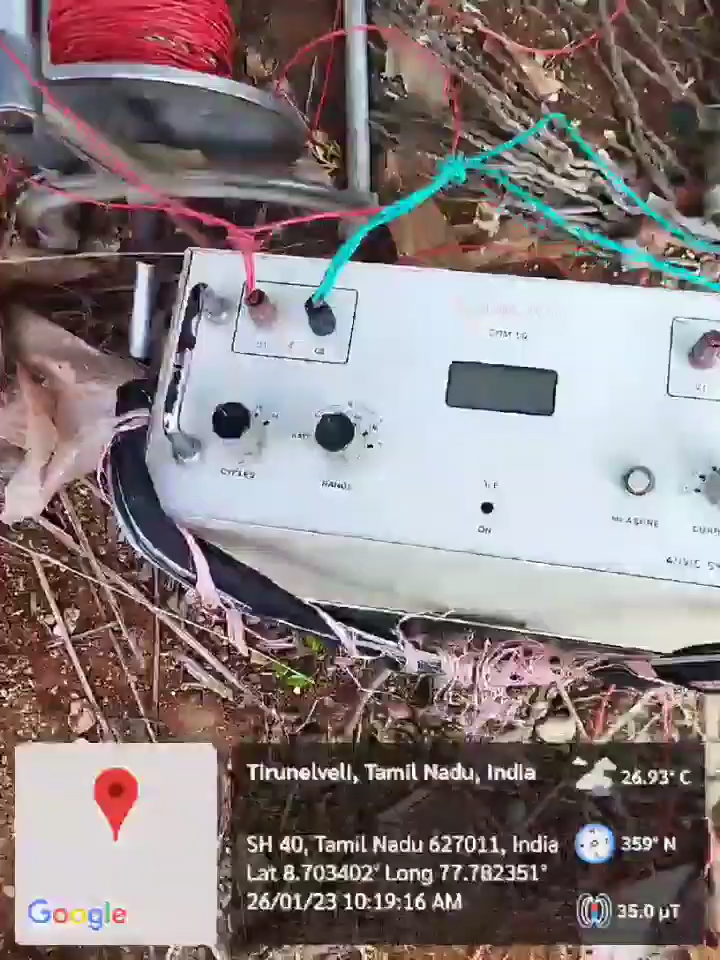 CYCLES
RANGE
ON
MEASURE
Google
Tirunelveli, Tamil Nadu, India
26.93°C
SH 40, Tamil Nadu 627011, India
359° N
Lat 8.703402° Long 77.782351°
26/01/23 10:19:16 AM
35.0 µT